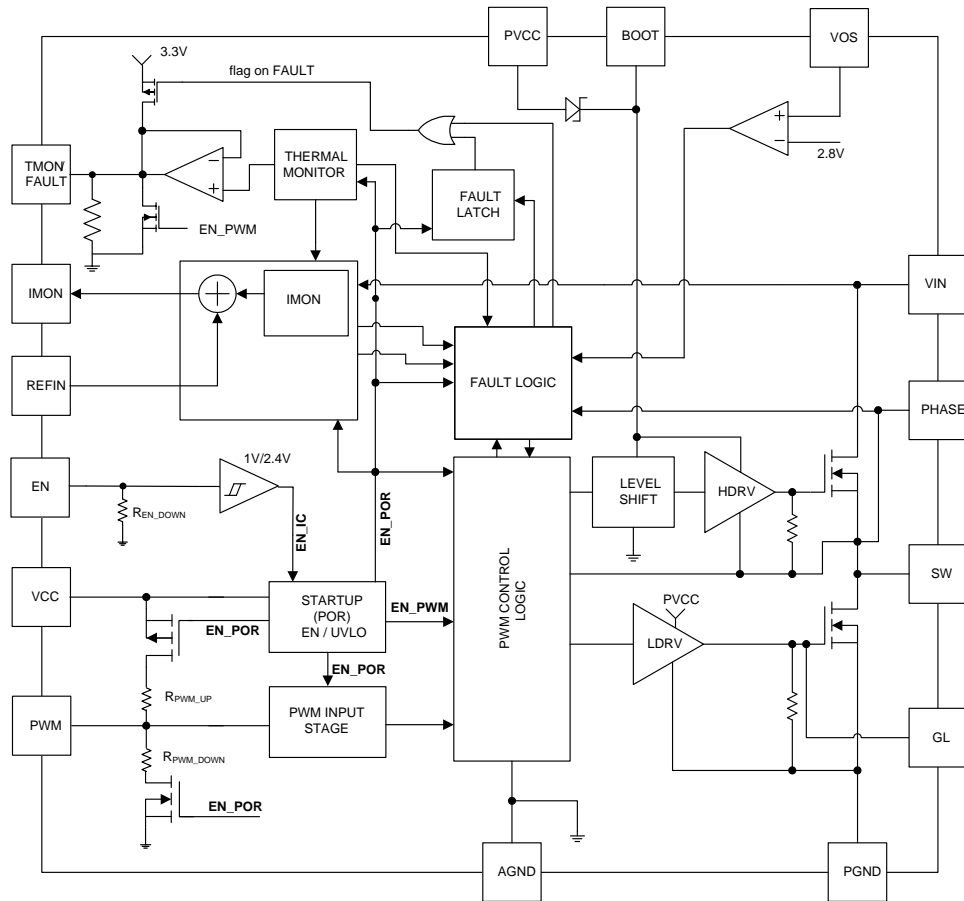 PVCC
BOOT
VOS
3.3V
flag on FAULT
+
−
2.8V
TMON/
FAULT
−
+
THERMAL
MONITOR
FAULT
LATCH
EN_PWM
IMON
IMON
VIN
REFIN
FAULT LOGIC
PHASE
EN
1V/2.4V
R_EN_DOWN
EN_IC
EN_POR
LEVEL
SHIFT
HDRV
VCC
STARTUP
(POR)
EN / UVLO
EN_POR
EN_PWM
PWM CONTROL
LOGIC
SW
PVCC
LDRV
EN_POR
R_PWM_UP
PWM
PWM INPUT
STAGE
GL
R_PWM_DOWN
EN_POR
AGND
PGND